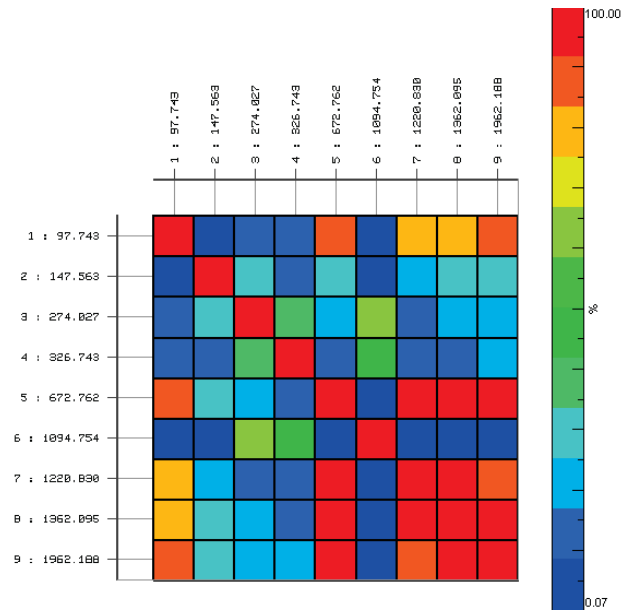 100.00
1 : 97.743
2 : 147.563
3 : 274.027
4 : 326.743
5 : 672.762
6 : 1094.754
7 : 1220.830
8 : 1362.095
9 : 1962.188
1 : 97.743
2 : 147.563
3 : 274.027
4 : 326.743
5 : 672.762
6 : 1094.754
7 : 1220.830
8 : 1362.095
9 : 1962.188
%
0.07